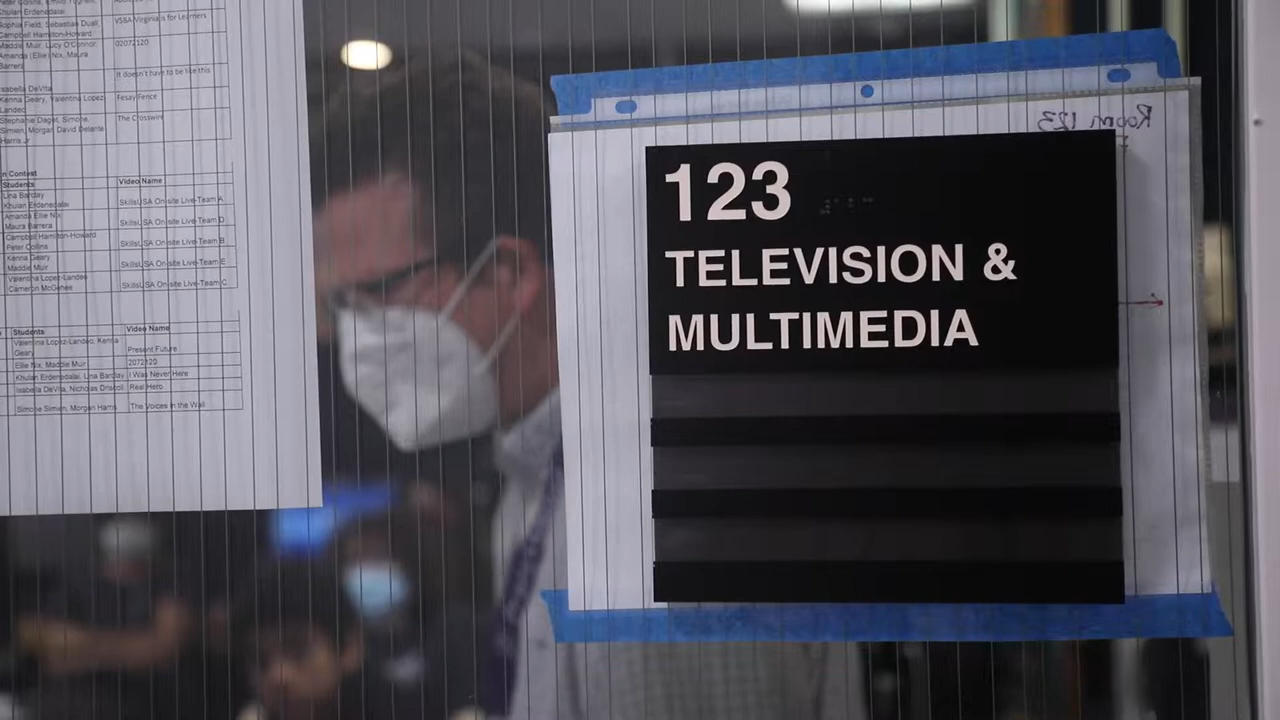 Khulan Erdenedalai
Sophia Field, Sebastian Duall, VSBA Virginia is for Learners
Campbell Hamilton-Howard
Maddie Muir, Lucy O'Connor, 02072120
Amanda (Ellie) Nix, Maura
Barrera
It doesn't have to be like this
Isabella DeVita
Kenna Geary, Valentina Lopez- Fesay Fence
Landeo
Stephanie Daget, Simone The Crosswire
Simien, Morgan David Delante
Harris Jr
n Contest
Students Video Name
Lina Barday SkillsUSA On-site Live-Team A
Khulan Erdenedalai
Amanda Ellie Nix SkillsUSA On-site Live-Team D
Maura Barrera
Campbell Hamilton-Howard SkillsUSA On-site Live-Team B
Peter Collins
Kenna Geary SkillsUSA On-site Live-Team E
Maddie Muir
Valentina Lopez-Landeo SkillsUSA On-site Live-Team C
Cameron McGehee
Students Video Name
Valentina Lopez-Landeo, Kenna
Geary Present Future
Ellie Nix, Maddie Muir 2072120
Khulan Erdenedalai, Lina Barday I Was Never Here
Isabella DeVita, Nicholas Driscoll Real Hero
Simone Simien, Morgan Harris The Voices in the Wall
Room 123
123
TELEVISION &
MULTIMEDIA